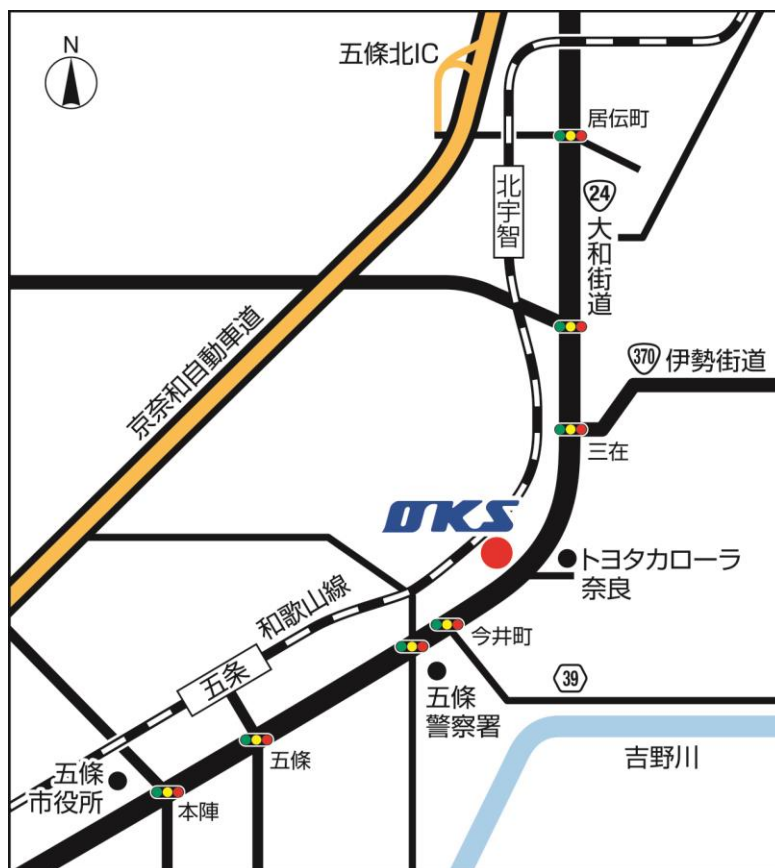 N
五條北IC
居伝町
北宇智
24
大和街道
370 伊勢街道
京奈和自動車道
三在
OKS
トヨタカローラ
奈良
和歌山線
今井町
五条
五條
警察署
39
吉野川
五條
五條
市役所
本陣